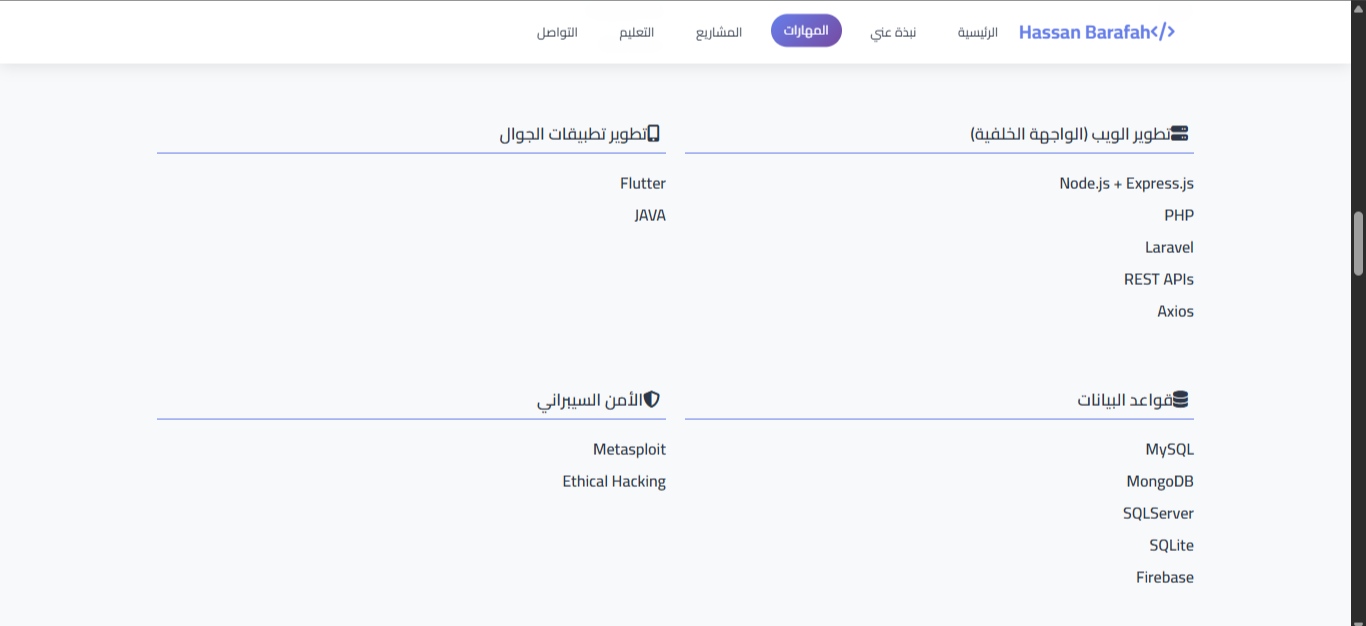 Hassan Barafah</>
الرئيسية
نبذة عني
المهارات
المشاريع
التعليم
التواصل
تطوير الويب (الواجهة الخلفية)
Node.js + Express.js
PHP
Laravel
REST APIs
Axios
تطوير تطبيقات الجوال
Flutter
JAVA
قواعد البيانات
MySQL
MongoDB
SQLServer
SQLite
Firebase
الأمن السيبراني
Metasploit
Ethical Hacking